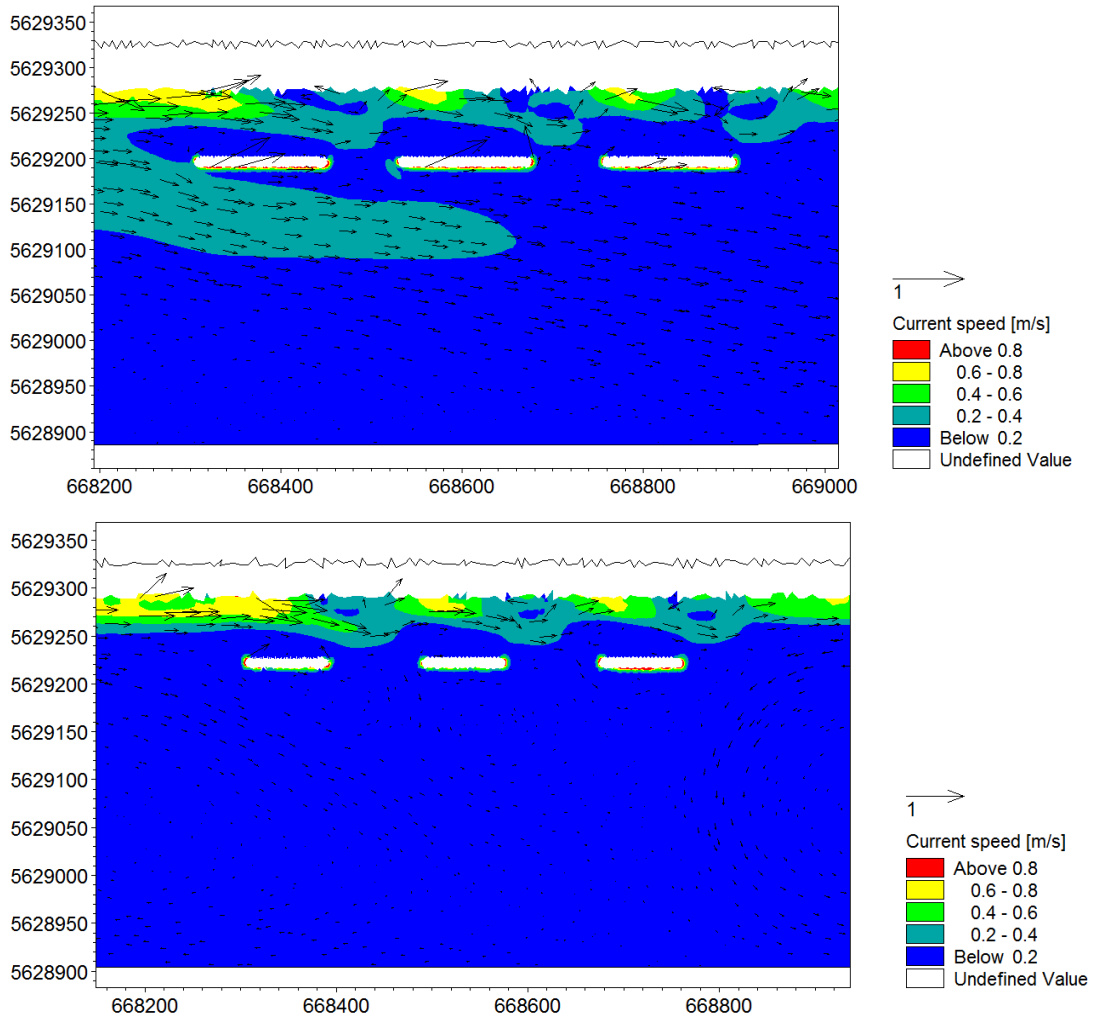 5629350
5629300
5629250
5629200
5629150
5629100
5629050
5629000
5628950
5628900
668200 668400 668600 668800 669000
1
Current speed [m/s]
Above 0.8
0.6 - 0.8
0.4 - 0.6
0.2 - 0.4
Below 0.2
Undefined Value
5629350
5629300
5629250
5629200
5629150
5629100
5629050
5629000
5628950
5628900
668200 668400 668600 668800
1
Current speed [m/s]
Above 0.8
0.6 - 0.8
0.4 - 0.6
0.2 - 0.4
Below 0.2
Undefined Value